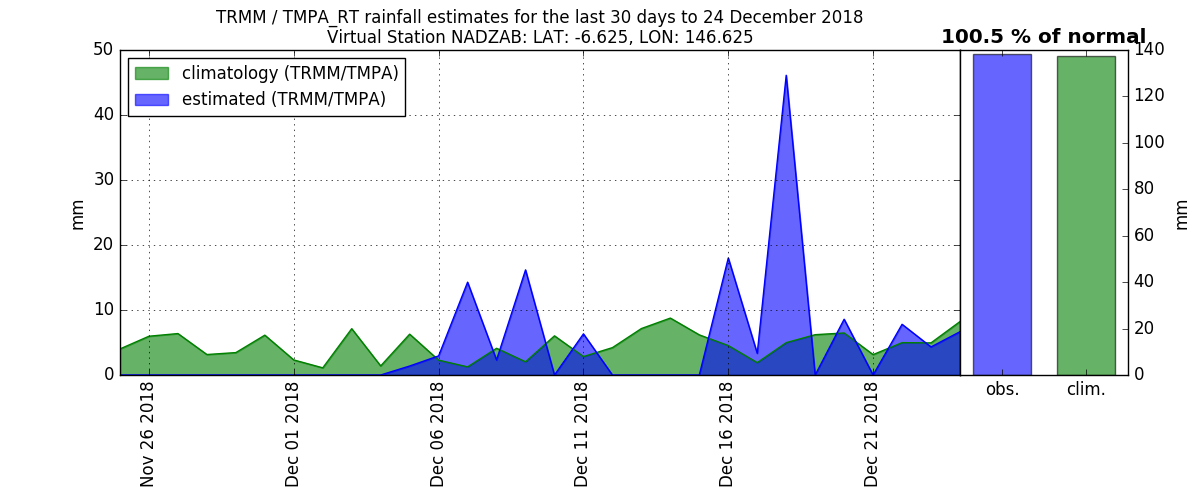 TRMM / TMPA_RT rainfall estimates for the last 30 days to 24 December 2018
Virtual Station NADZAB: LAT: -6.625, LON: 146.625
100.5 % of normal
climatology (TRMM/TMPA)
estimated (TRMM/TMPA)
50
40
30
20
10
0
mm
Nov 26 2018
Dec 01 2018
Dec 06 2018
Dec 11 2018
Dec 16 2018
Dec 21 2018
obs.
clim.
140
120
100
80
60
40
20
0
mm